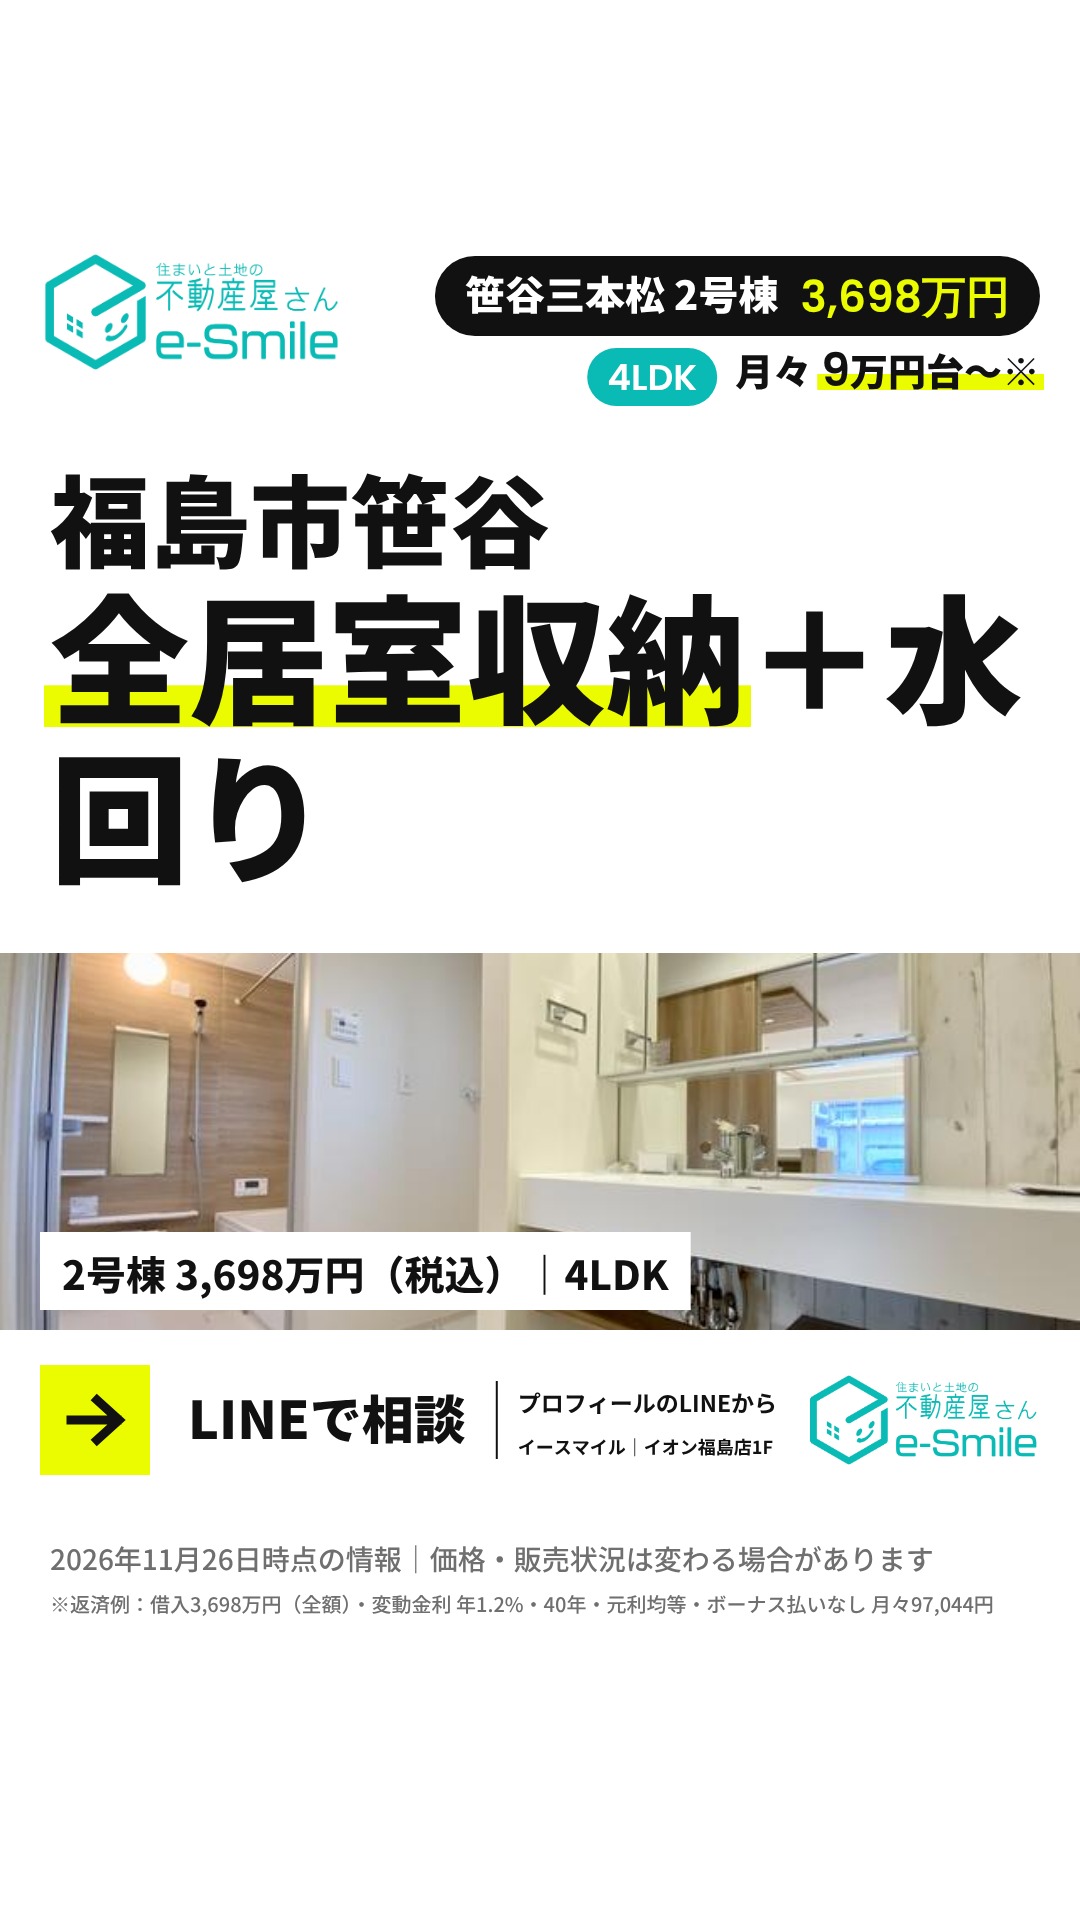 住まいと土地の
不動産屋さん
e-Smile
笹谷三本松 2号棟 3,698万円
4LDK 月々 9万円台〜※
福島市笹谷
全居室収納＋水
回り
2号棟 3,698万円（税込）｜4LDK
LINEで相談
プロフィールのLINEから
イースマイル｜イオン福島店1F
住まいと土地の
不動産屋さん
e-Smile
2026年11月26日時点の情報｜価格・販売状況は変わる場合があります
※返済例：借入3,698万円（全額）・変動金利 年1.2%・40年・元利均等・ボーナス払いなし 月々97,044円